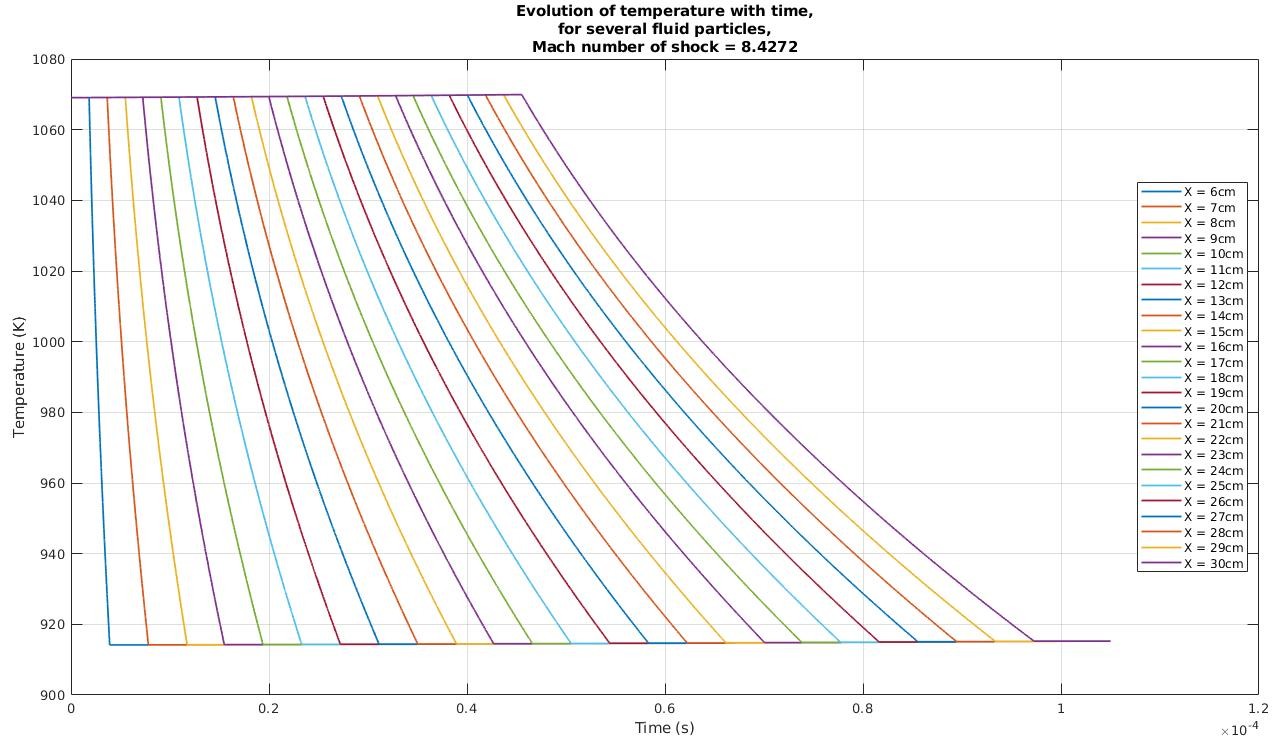 Evolution of temperature with time,
for several fluid particles,
Mach number of shock = 8.4272
1080
1060
1040
1020
1000
980
960
940
920
900
Temperature (K)
X = 6cm
X = 7cm
X = 8cm
X = 9cm
X = 10cm
X = 11cm
X = 12cm
X = 13cm
X = 14cm
X = 15cm
X = 16cm
X = 17cm
X = 18cm
X = 19cm
X = 20cm
X = 21cm
X = 22cm
X = 23cm
X = 24cm
X = 25cm
X = 26cm
X = 27cm
X = 28cm
X = 29cm
X = 30cm
0 0.2 0.4 0.6 0.8 1 1.2
Time (s)
×10⁻⁴